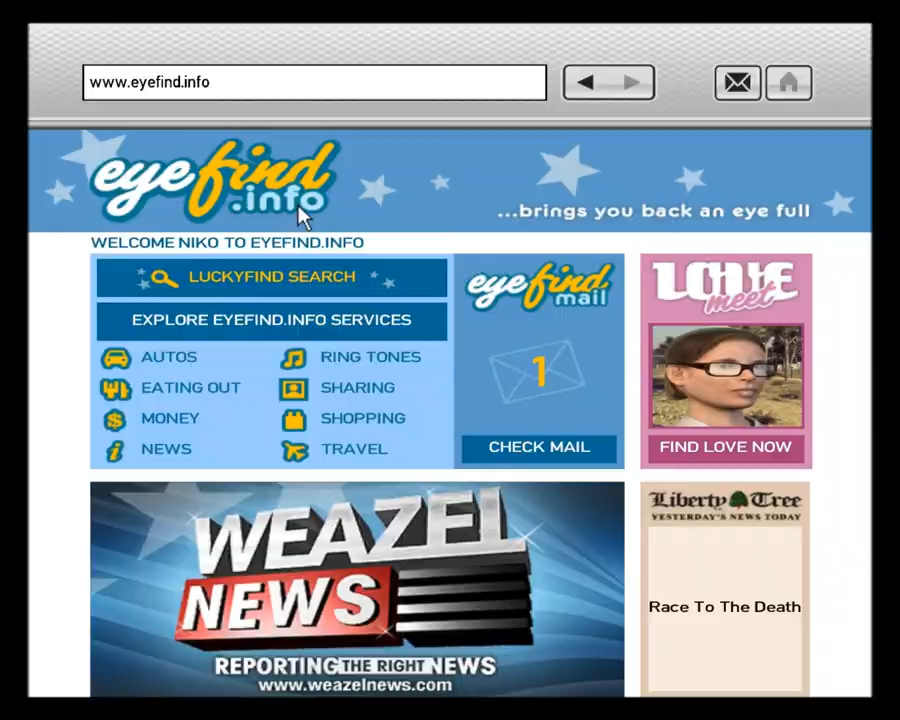 www.eyefind.info
eyefind
.info
...brings you back an eye full
WELCOME NIKO TO EYEFIND.INFO
LUCKYFIND SEARCH
EXPLORE EYEFIND.INFO SERVICES
AUTOS
RING TONES
EATING OUT
SHARING
MONEY
SHOPPING
NEWS
TRAVEL
eyefind
mail
1
CHECK MAIL
LOVE
meet
FIND LOVE NOW
WEAZEL
NEWS
REPORTING THE RIGHT NEWS
www.weazelnews.com
Liberty Tree
YESTERDAY'S NEWS TODAY
Race To The Death